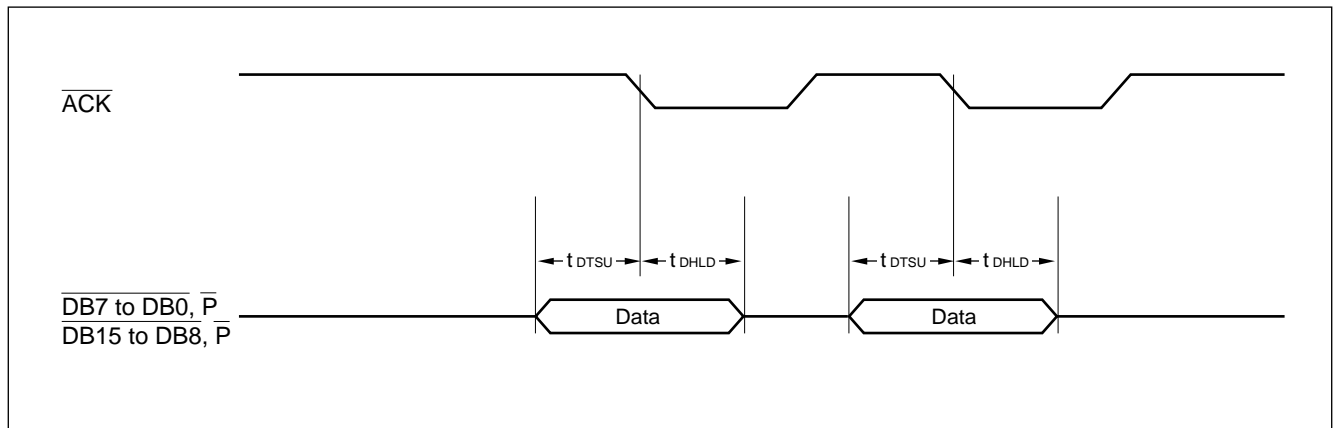 ACK
t DTSU
t DHLD
t DTSU
t DHLD
DB7 to DB0, P
DB15 to DB8, P
Data
Data